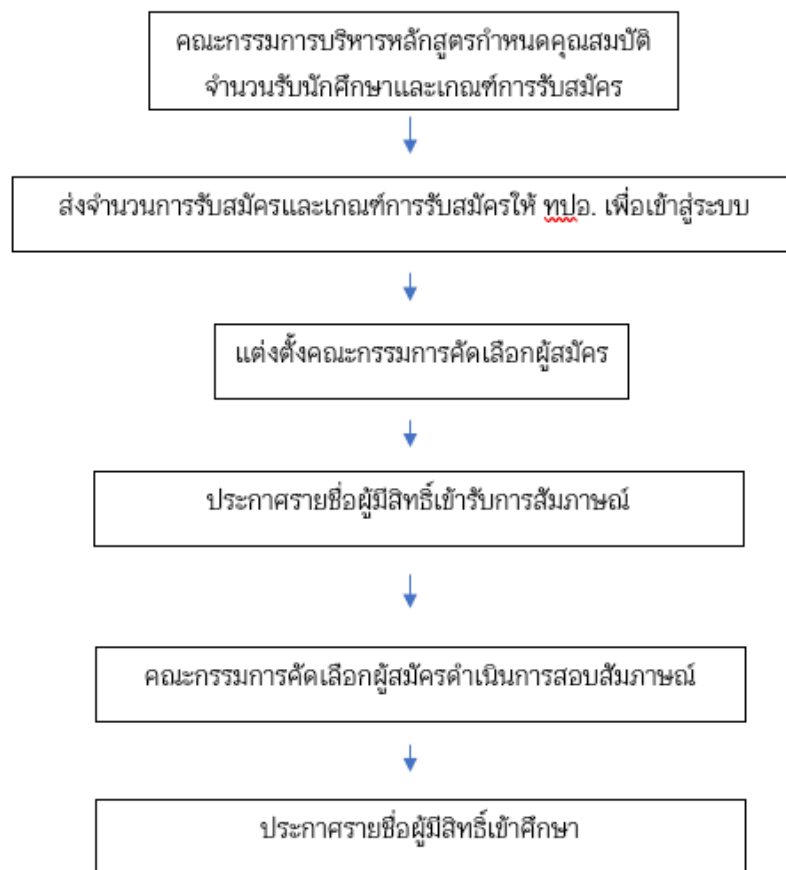 คณะกรรมการบริหารหลักสูตรกำหนดคุณสมบัติ
จำนวนรับนักศึกษาและเกณฑ์การรับสมัคร
ส่งจำนวนการรับสมัครและเกณฑ์การรับสมัครให้ ทปอ. เพื่อเข้าสู่ระบบ
แต่งตั้งคณะกรรมการคัดเลือกผู้สมัคร
ประกาศรายชื่อผู้มีสิทธิ์เข้ารับการสัมภาษณ์
คณะกรรมการคัดเลือกผู้สมัครดำเนินการสอบสัมภาษณ์
ประกาศรายชื่อผู้มีสิทธิ์เข้าศึกษา